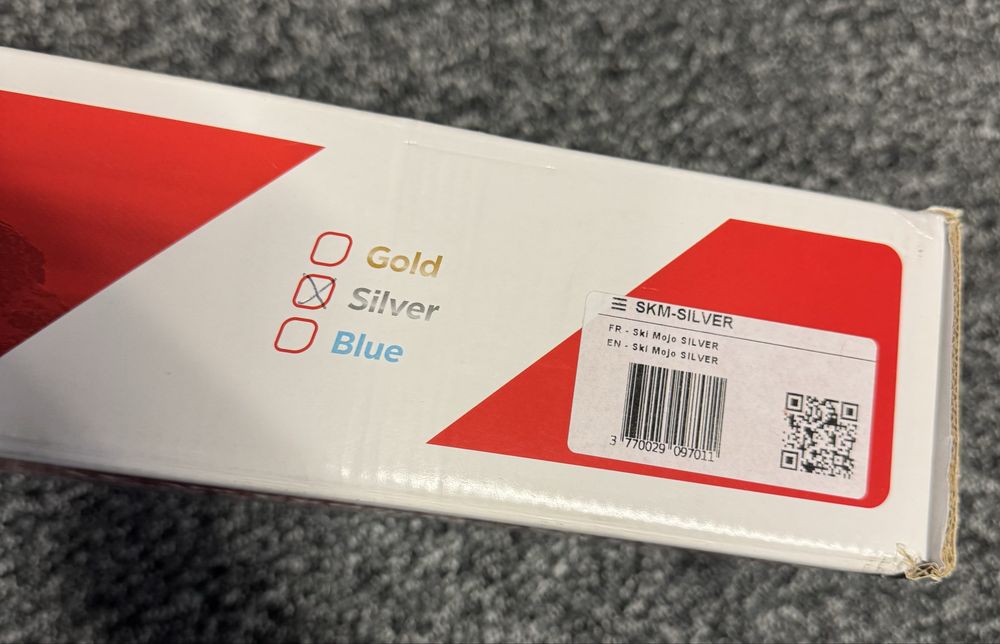 Gold
Silver
Blue
SKM-SILVER
FR - Ski Mojo SILVER
EN - Ski Mojo SILVER
3 770029 097011